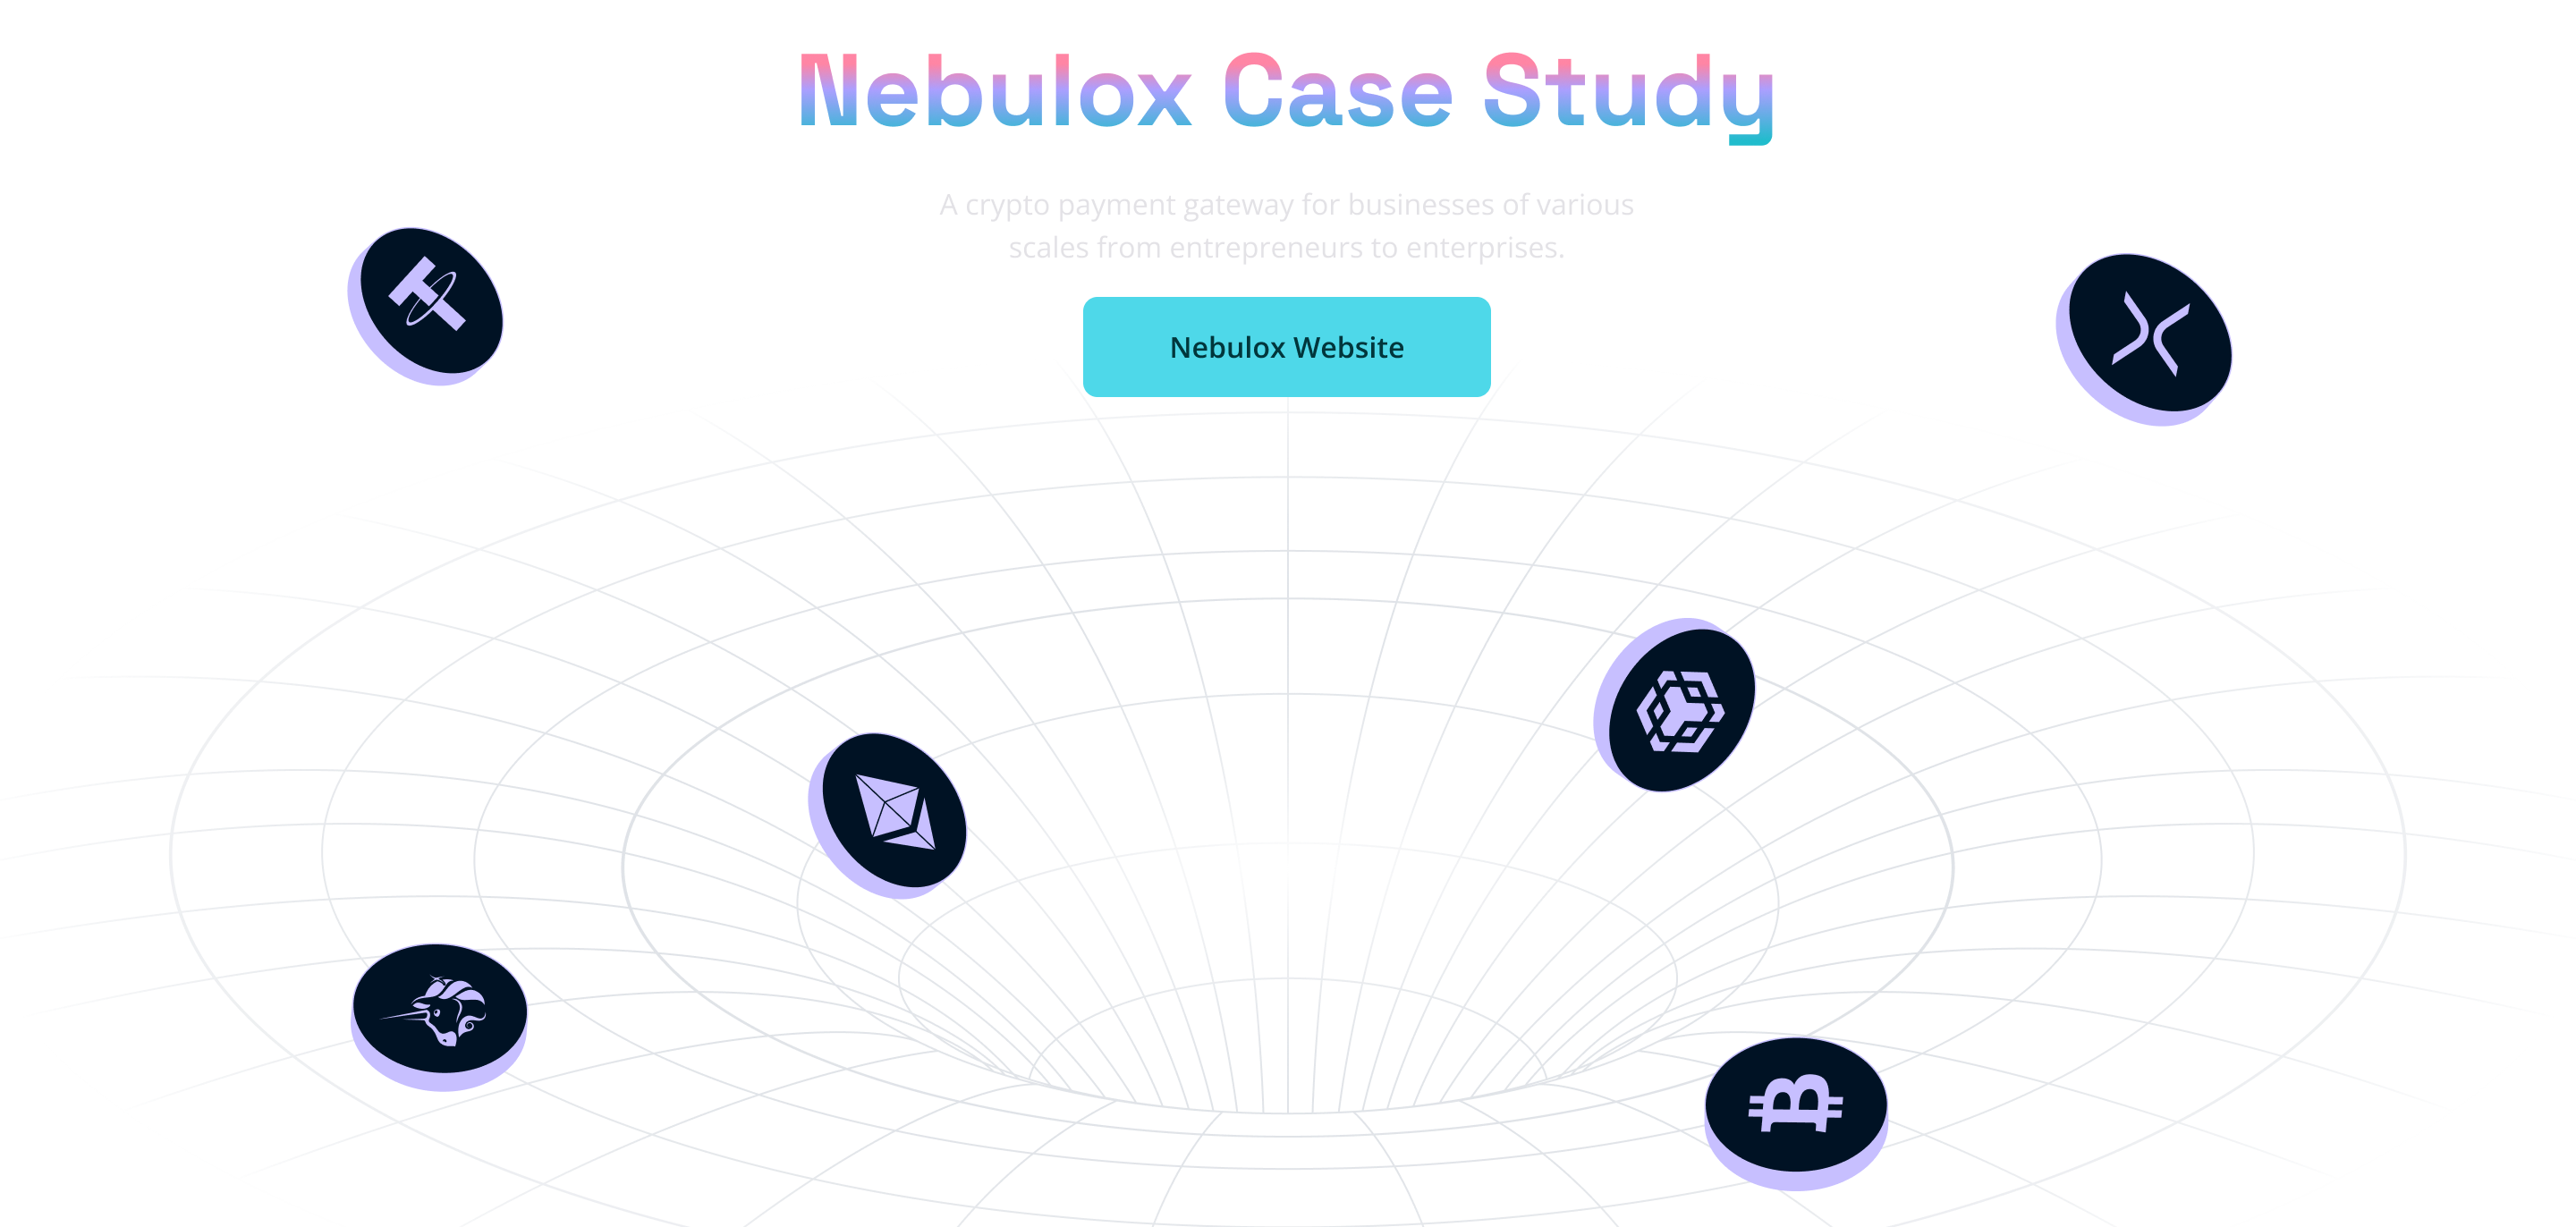 Nebulox Case Study
A crypto payment gateway for businesses of various
scales from entrepreneurs to enterprises.
Nebulox Website